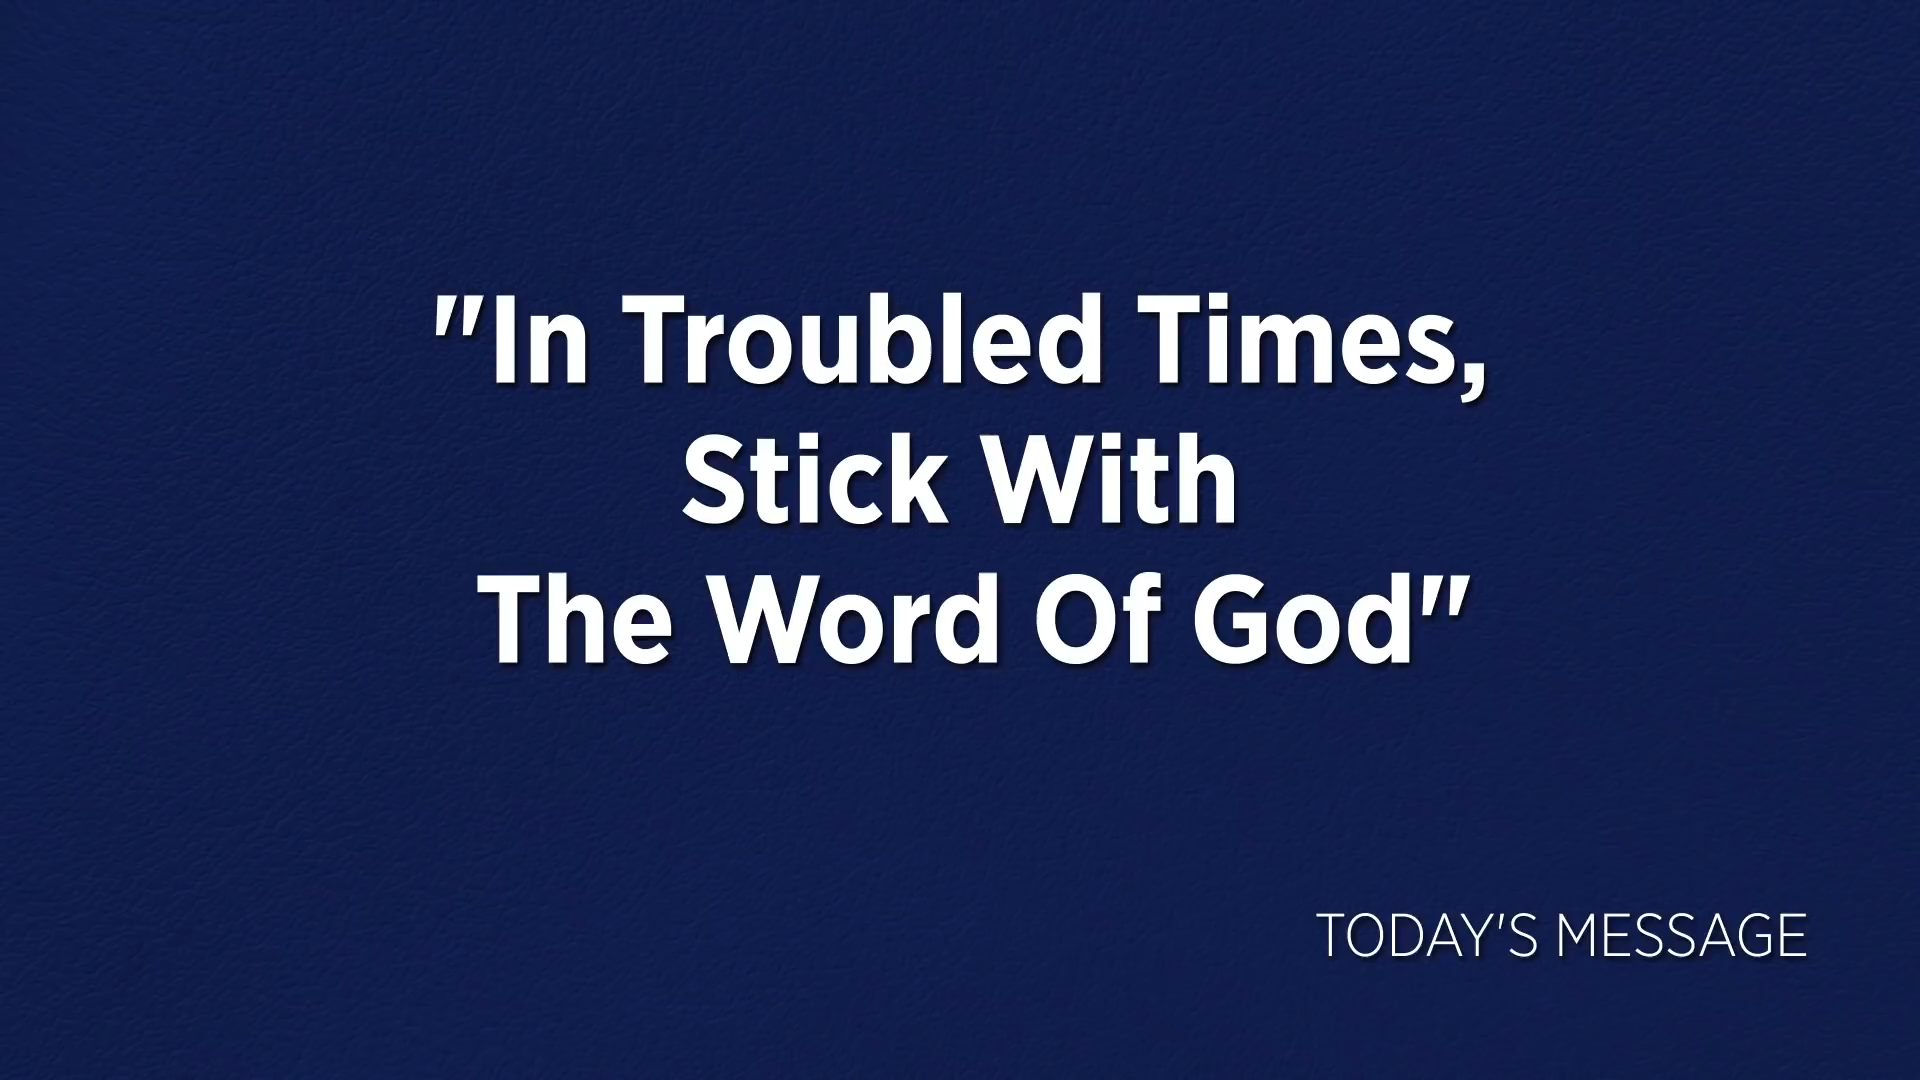 "In Troubled Times,
Stick With
The Word Of God"
TODAY'S MESSAGE